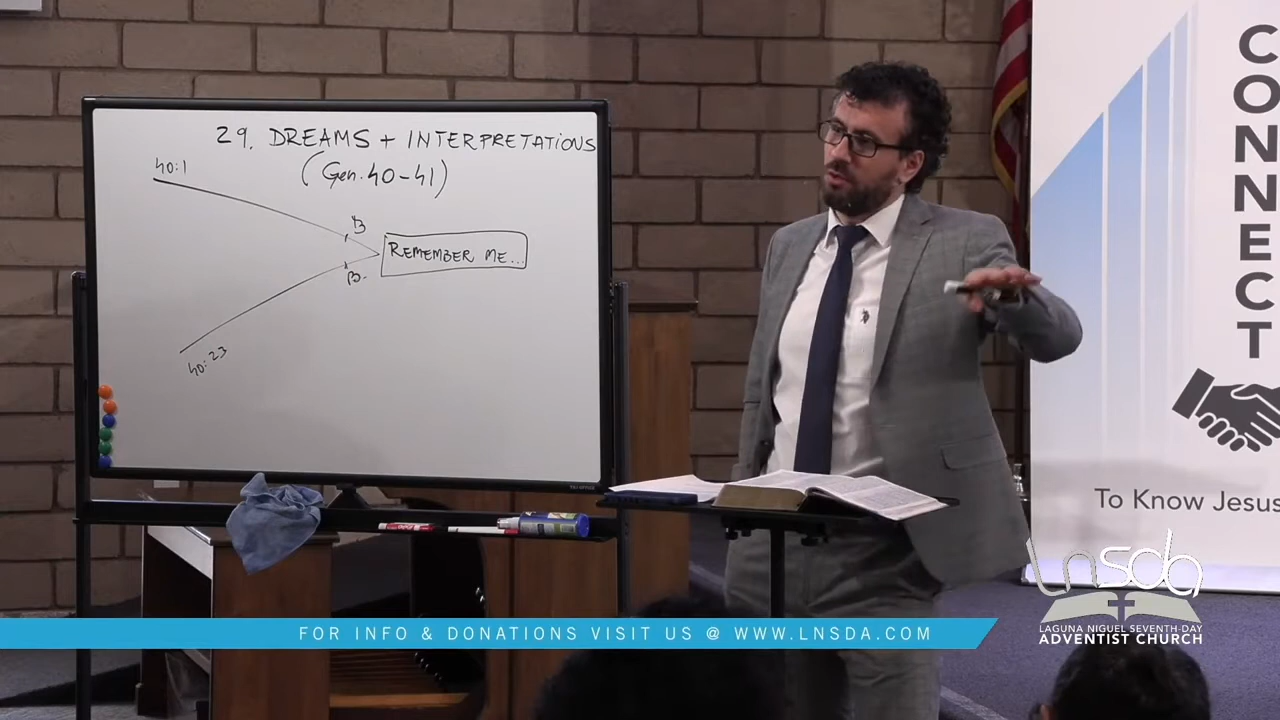 29. DREAMS + INTERPRETATIONS
(Gen. 40-41)
40:1
B
REMEMBER ME...
B.
40:23
CONNECT
To Know Jesus
LnSDA
LAGUNA NIGUEL SEVENTH-DAY
ADVENTIST CHURCH
FOR INFO & DONATIONS VISIT US @ WWW.LNSDA.COM